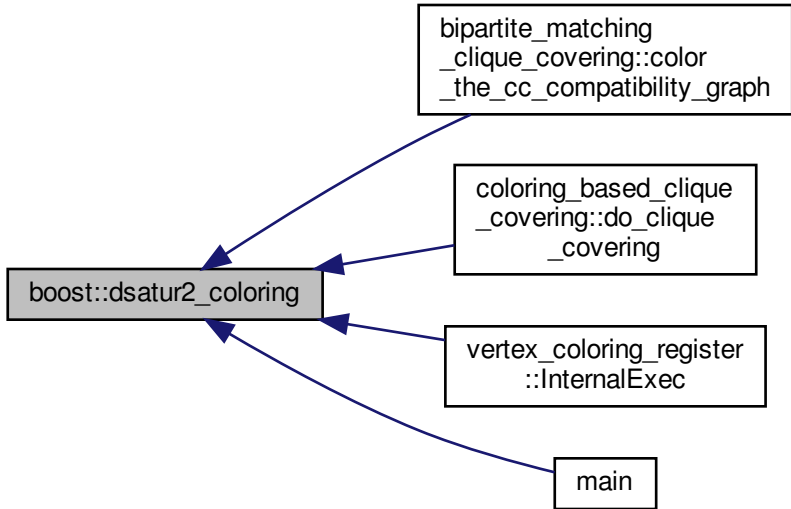 bipartite_matching
_clique_covering::color
_the_cc_compatibility_graph
coloring_based_clique
_covering::do_clique
_covering
boost::dsatur2_coloring
vertex_coloring_register
::InternalExec
main